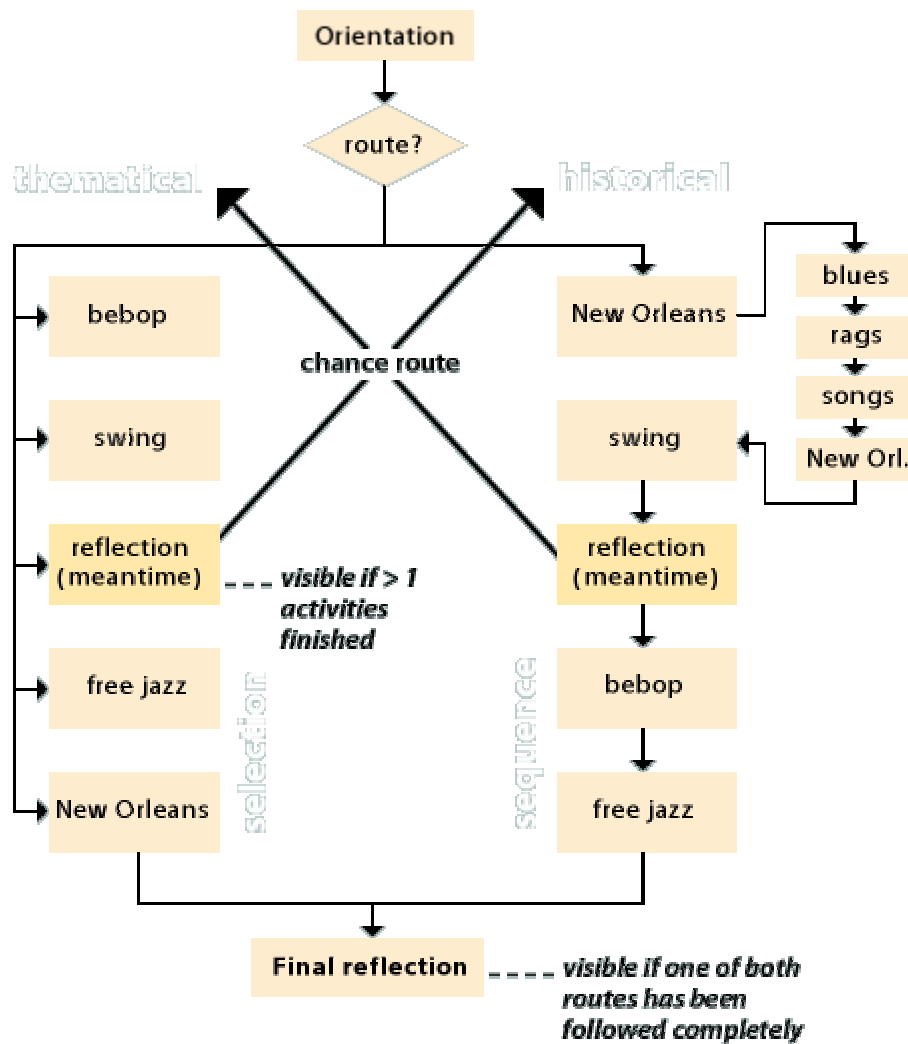 Orientation
route?
thematical
historical
bebop
New Orleans
blues
rags
songs
New Orl.
chance route
swing
swing
reflection
(meantime)
visible if > 1
activities
finished
reflection
(meantime)
free jazz
selection
sequence
bebop
New Orleans
free jazz
Final reflection
visible if one of both
routes has been
followed completely